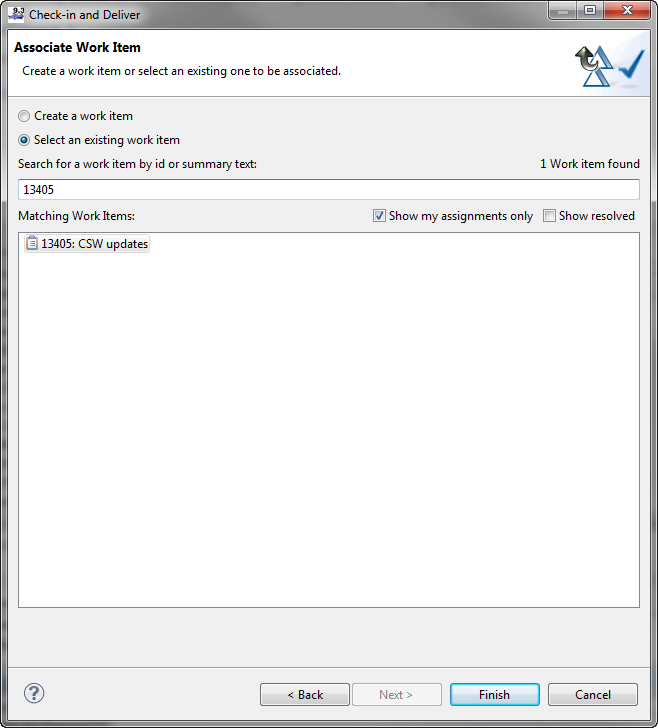 9.3 Check-in and Deliver
Associate Work Item
Create a work item or select an existing one to be associated.
Create a work item
Select an existing work item
Search for a work item by id or summary text: 1 Work item found
13405
Matching Work Items: Show my assignments only Show resolved
13405: CSW updates
? < Back Next > Finish Cancel